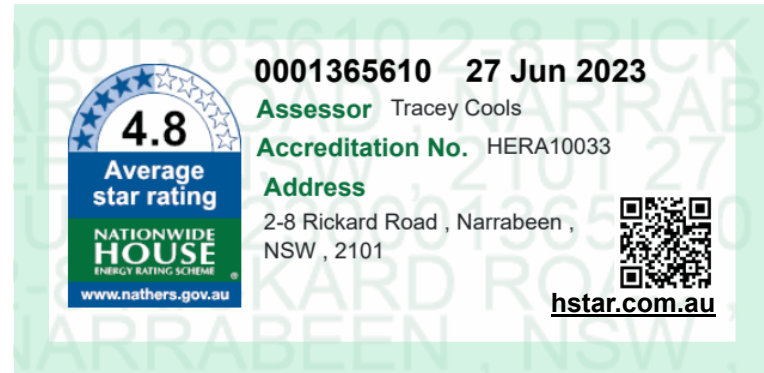 0001365610 27 Jun 2023
Assessor Tracey Cools
Accreditation No. HERA10033
Address
2-8 Rickard Road , Narrabeen ,
NSW , 2101
hstar.com.au
4.8
Average
star rating
NATIONWIDE
HOUSE
ENERGY RATING SCHEME
www.nathers.gov.au